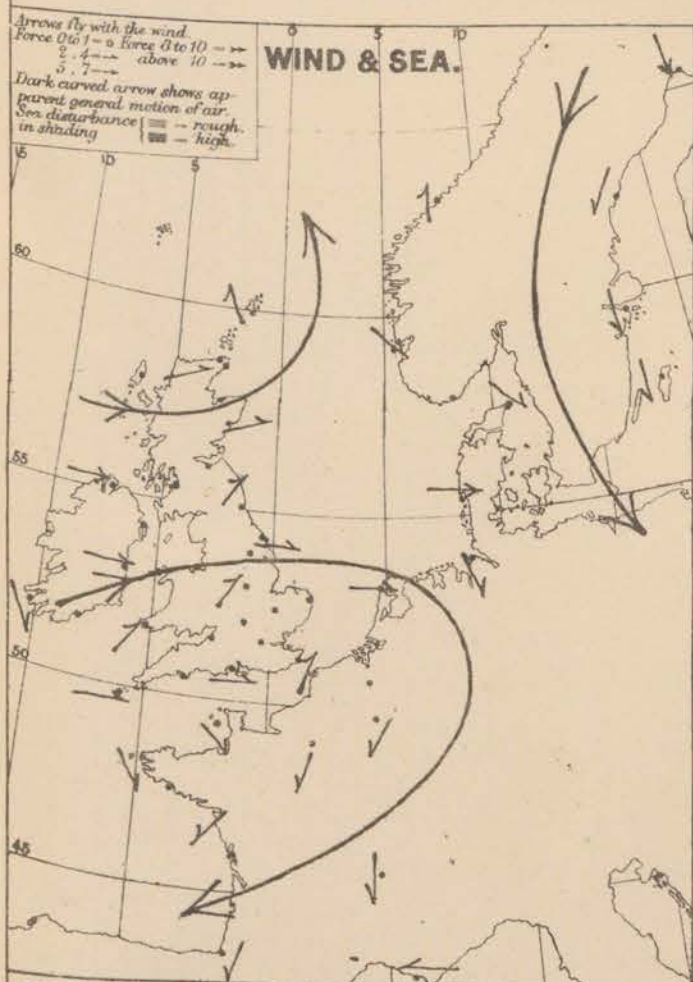 0 5 10
Arrows fly with the wind.
Force 0 to 1 – o Force 8 to 10 –
2 „ 4 – above 10 –
5 „ 7 –
Dark curved arrow shows ap-
parent general motion of air.
Sea disturbance – rough.
in shading – high.
WIND & SEA.
15 10 5
60
55
50
45